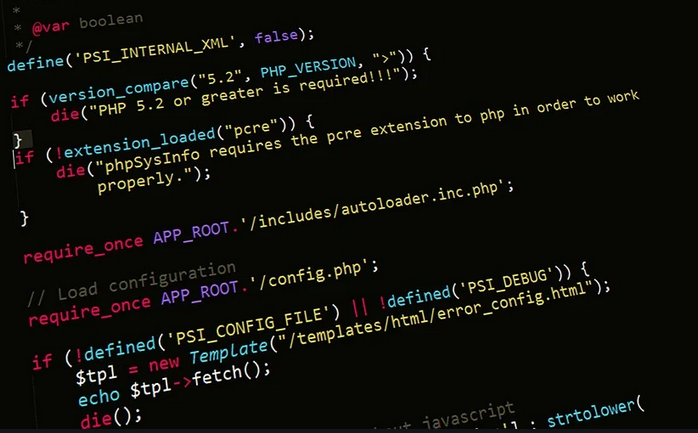 *
* @var boolean
*/
define('PSI_INTERNAL_XML', false);
if (version_compare("5.2", PHP_VERSION, ">")) {
die("PHP 5.2 or greater is required!!!");
}
if (!extension_loaded("pcre")) {
die("phpSysInfo requires the pcre extension to php in order to work
properly.");
}
require_once APP_ROOT.'/includes/autoloader.inc.php';
// Load configuration
require_once APP_ROOT.'/config.php';
if (!defined('PSI_CONFIG_FILE') || !defined('PSI_DEBUG')) {
$tpl = new Template("/templates/html/error_config.html");
echo $tpl->fetch();
die();
javascript
strtolower(